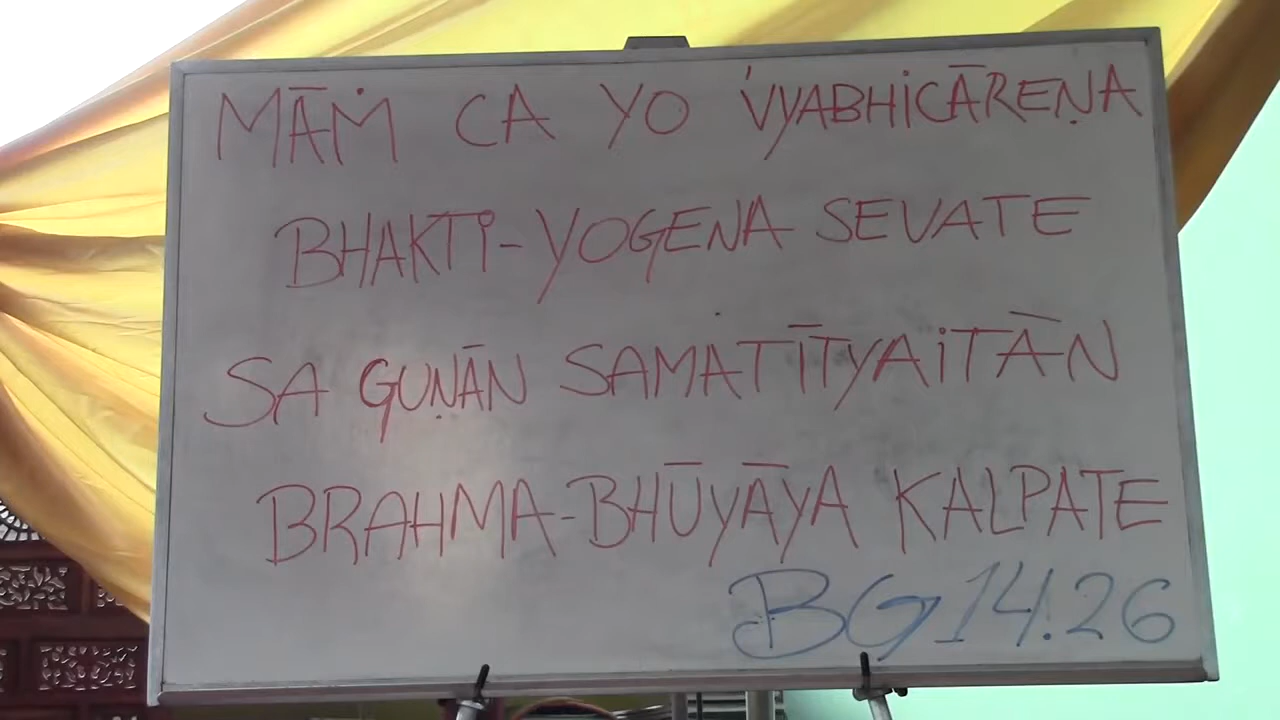 MĀṀ CA YO 'VYABHiCĀREṆA
BHAKTi-YOGENA SEVATE
SA GUṆĀN SAMATĪTYAiTĀN
BRAHMA-BHŪYĀYA KALPATE
BG 14.26